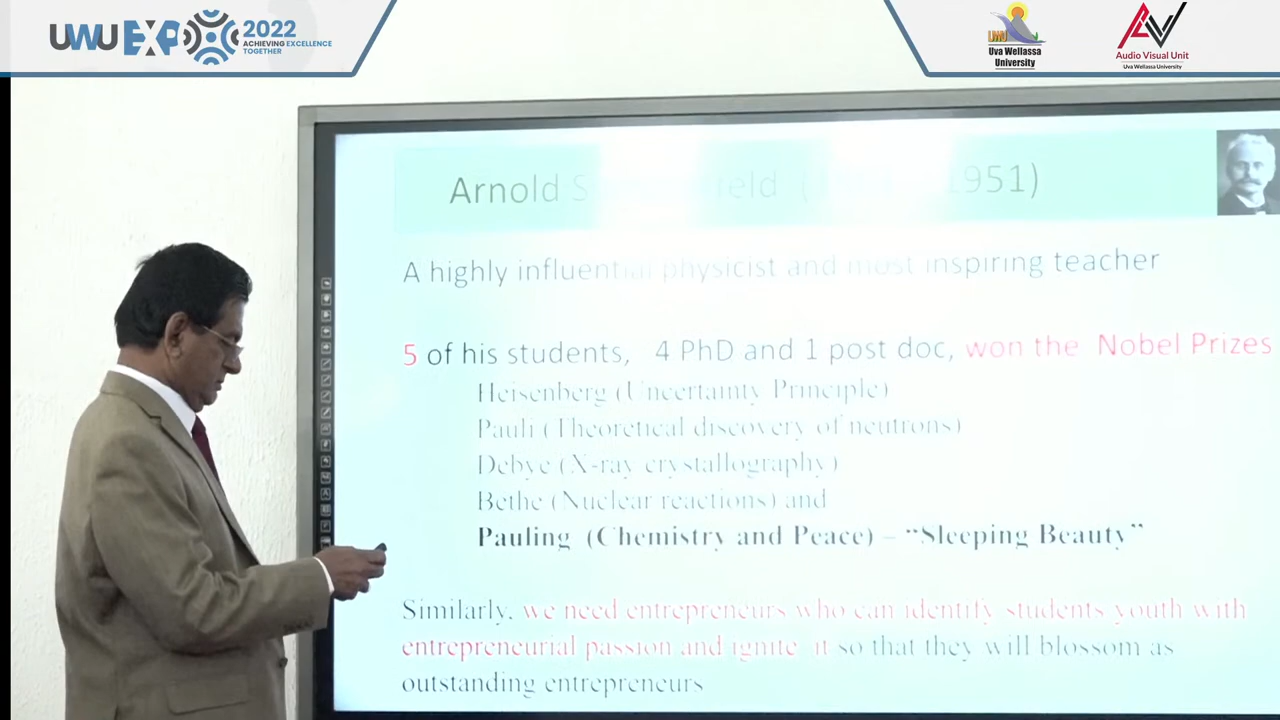 UWU EXPO 2022
ACHIEVING EXCELLENCE
TOGETHER
UWU
Uva Wellassa
University
AV
Audio Visual Unit
Uva Wellassa University
Arnold 1951)
A highly influential physicist and most inspiring teacher
5 of his students, 4 PhD and 1 post doc, won the Nobel Prizes
Heisenberg (Uncertainty Principle)
Pauli (Theoretical discovery of neutrons)
Debye (X-ray crystallography)
Bethe (Nuclear reactions) and
Pauling (Chemistry and Peace) – “Sleeping Beauty”
Similarly, we need entrepreneurs who can identify students youth with
entrepreneurial passion and ignite it so that they will blossom as
outstanding entrepreneurs